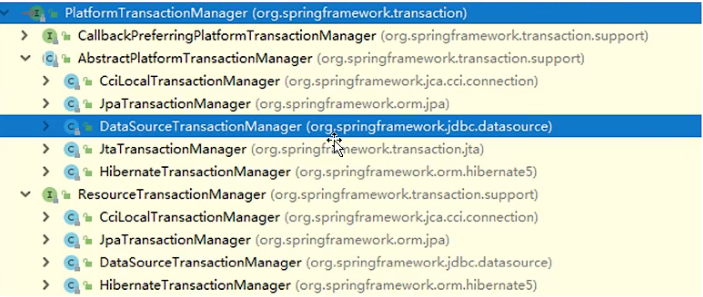 PlatformTransactionManager (org.springframework.transaction)
CallbackPreferringPlatformTransactionManager (org.springframework.transaction.support)
AbstractPlatformTransactionManager (org.springframework.transaction.support)
CciLocalTransactionManager (org.springframework.jca.cci.connection)
JpaTransactionManager (org.springframework.orm.jpa)
DataSourceTransactionManager (org.springframework.jdbc.datasource)
JtaTransactionManager (org.springframework.transaction.jta)
HibernateTransactionManager (org.springframework.orm.hibernate5)
ResourceTransactionManager (org.springframework.transaction.support)
CciLocalTransactionManager (org.springframework.jca.cci.connection)
JpaTransactionManager (org.springframework.orm.jpa)
DataSourceTransactionManager (org.springframework.jdbc.datasource)
HibernateTransactionManager (org.springframework.orm.hibernate5)